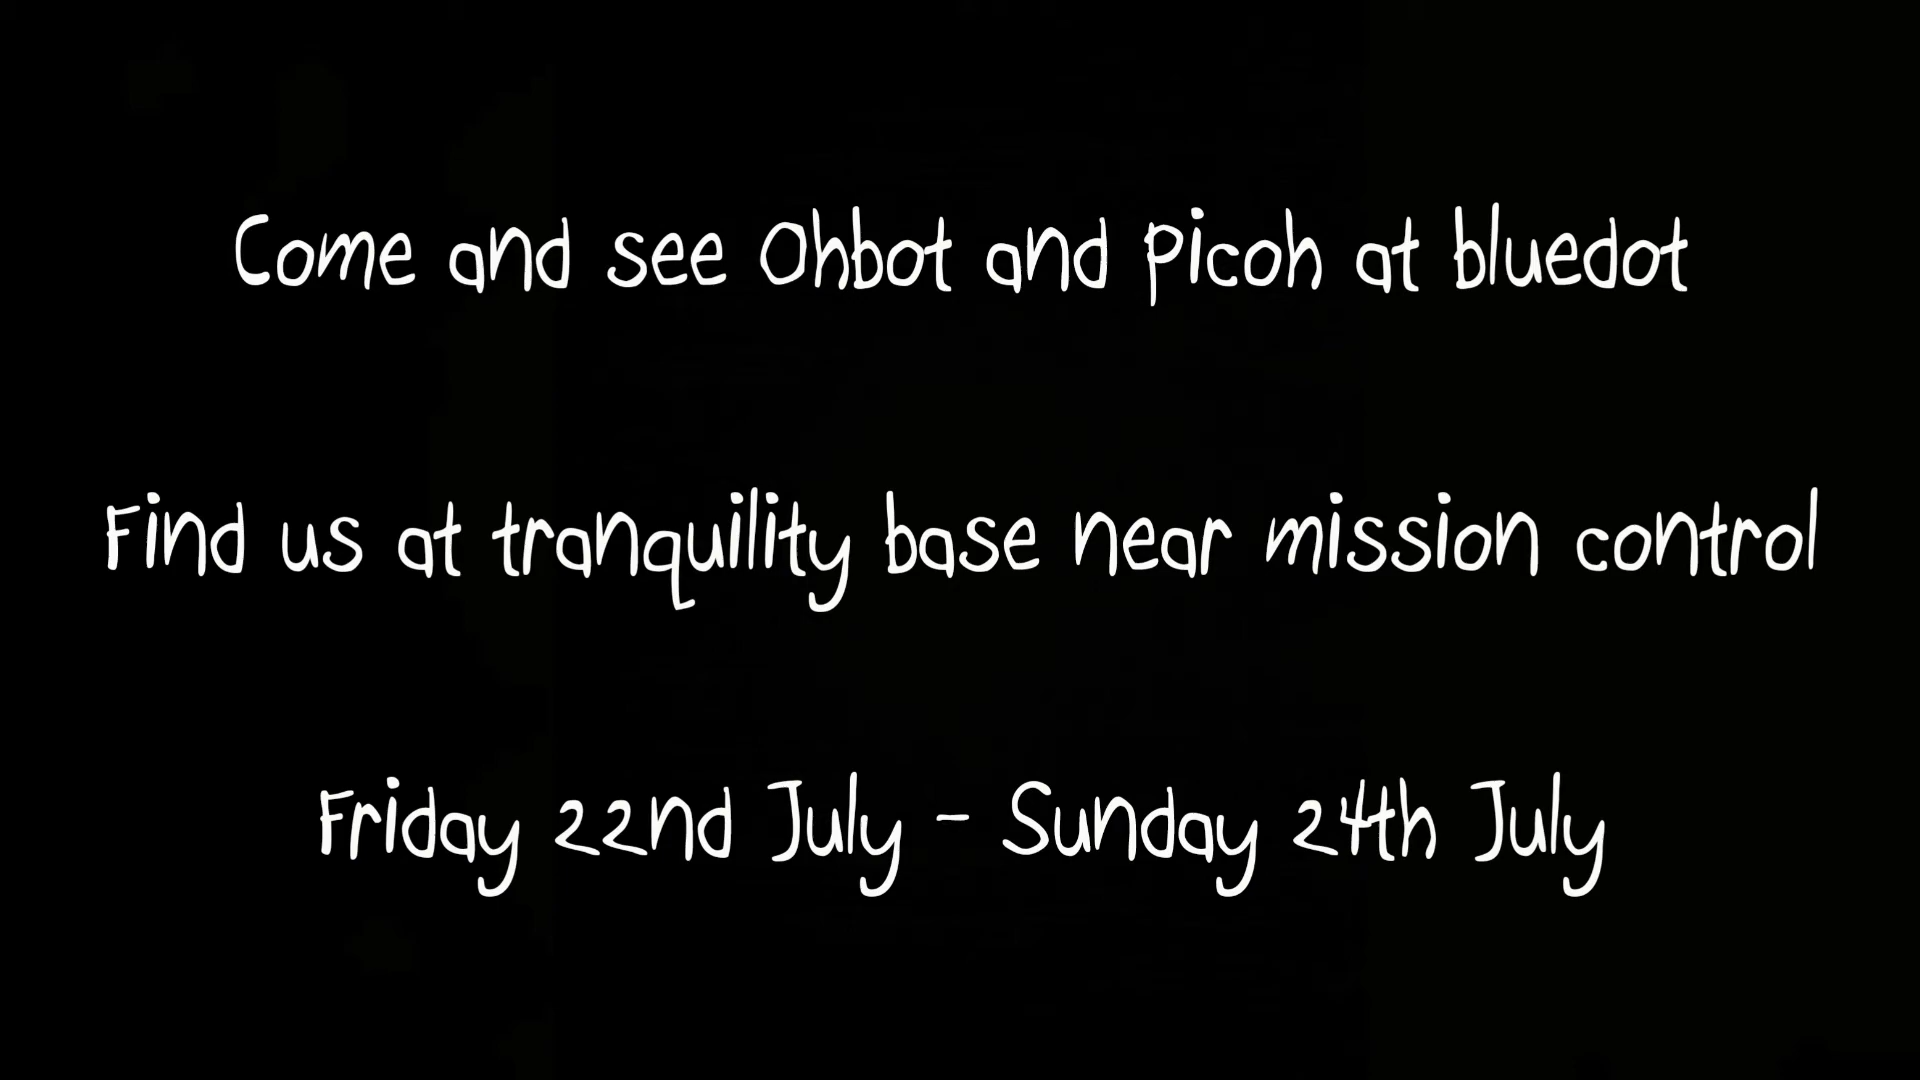 Come and see Ohbot and Picoh at bluedot
Find us at tranquility base near mission control
Friday 22nd July - Sunday 24th July